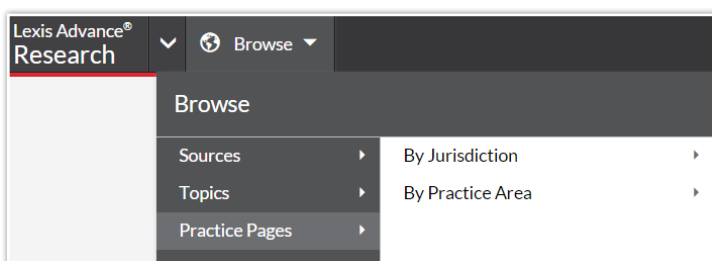 Lexis Advance®
Research
Browse
Browse
Sources
Topics
Practice Pages
By Jurisdiction
By Practice Area